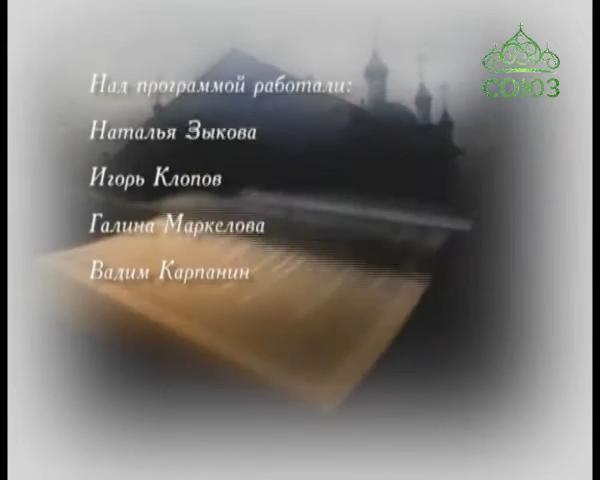 СОЮЗ
Над программой работали:
Наталья Зыкова
Игорь Клопов
Галина Маркелова
Вадим Карпанин